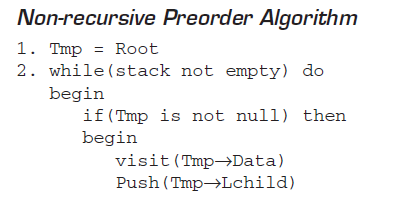 Non-recursive Preorder Algorithm
1. Tmp = Root
2. while(stack not empty) do
begin
if(Tmp is not null) then
begin
visit(Tmp→Data)
Push(Tmp→Lchild)